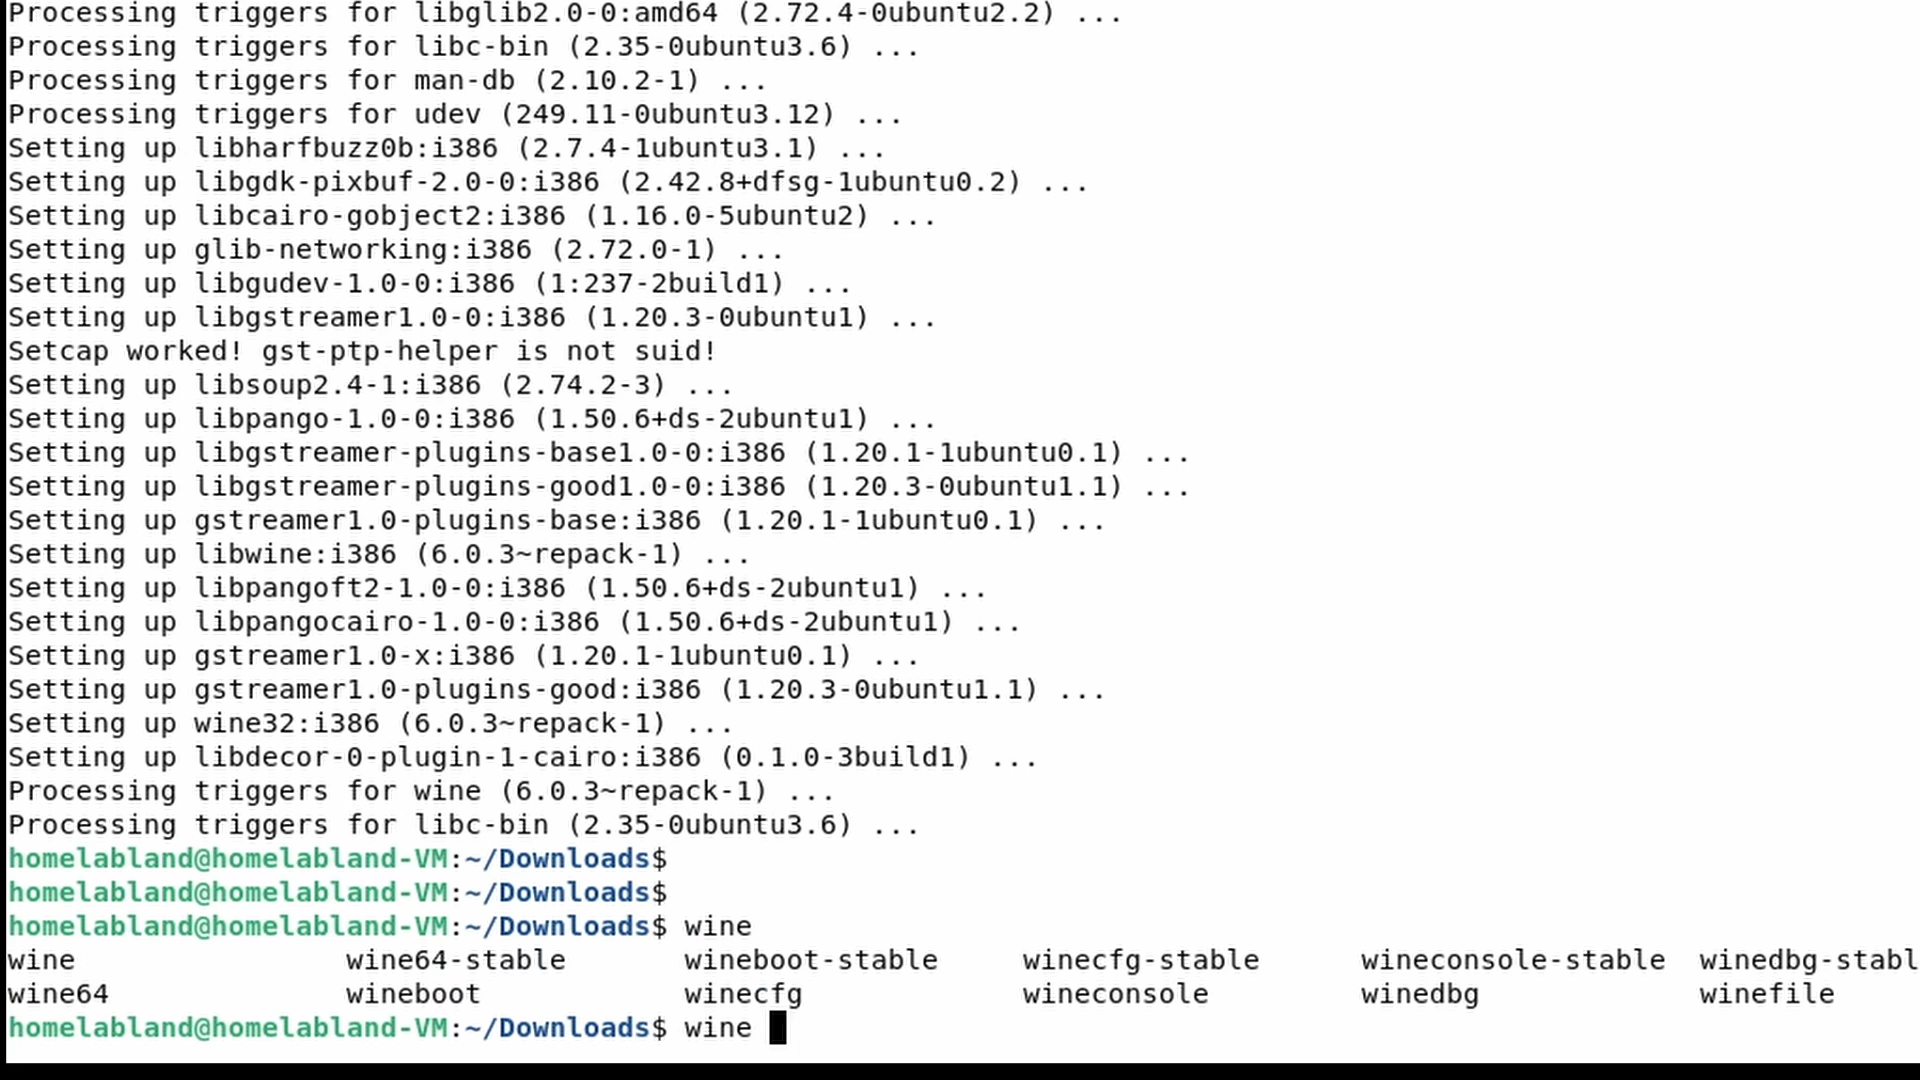 Processing triggers for libglib2.0-0:amd64 (2.72.4-0ubuntu2.2) ...
Processing triggers for libc-bin (2.35-0ubuntu3.6) ...
Processing triggers for man-db (2.10.2-1) ...
Processing triggers for udev (249.11-0ubuntu3.12) ...
Setting up libharfbuzz0b:i386 (2.7.4-1ubuntu3.1) ...
Setting up libgdk-pixbuf-2.0-0:i386 (2.42.8+dfsg-1ubuntu0.2) ...
Setting up libcairo-gobject2:i386 (1.16.0-5ubuntu2) ...
Setting up glib-networking:i386 (2.72.0-1) ...
Setting up libgudev-1.0-0:i386 (1:237-2build1) ...
Setting up libgstreamer1.0-0:i386 (1.20.3-0ubuntu1) ...
Setcap worked! gst-ptp-helper is not suid!
Setting up libsoup2.4-1:i386 (2.74.2-3) ...
Setting up libpango-1.0-0:i386 (1.50.6+ds-2ubuntu1) ...
Setting up libgstreamer-plugins-base1.0-0:i386 (1.20.1-1ubuntu0.1) ...
Setting up libgstreamer-plugins-good1.0-0:i386 (1.20.3-0ubuntu1.1) ...
Setting up gstreamer1.0-plugins-base:i386 (1.20.1-1ubuntu0.1) ...
Setting up libwine:i386 (6.0.3~repack-1) ...
Setting up libpangoft2-1.0-0:i386 (1.50.6+ds-2ubuntu1) ...
Setting up libpangocairo-1.0-0:i386 (1.50.6+ds-2ubuntu1) ...
Setting up gstreamer1.0-x:i386 (1.20.1-1ubuntu0.1) ...
Setting up gstreamer1.0-plugins-good:i386 (1.20.3-0ubuntu1.1) ...
Setting up wine32:i386 (6.0.3~repack-1) ...
Setting up libdecor-0-plugin-1-cairo:i386 (0.1.0-3build1) ...
Processing triggers for wine (6.0.3~repack-1) ...
Processing triggers for libc-bin (2.35-0ubuntu3.6) ...
homelabland@homelabland-VM:~/Downloads$
homelabland@homelabland-VM:~/Downloads$
homelabland@homelabland-VM:~/Downloads$ wine
wine wine64-stable wineboot-stable winecfg-stable wineconsole-stable winedbg-stabl
wine64 wineboot winecfg wineconsole winedbg winefile
homelabland@homelabland-VM:~/Downloads$ wine